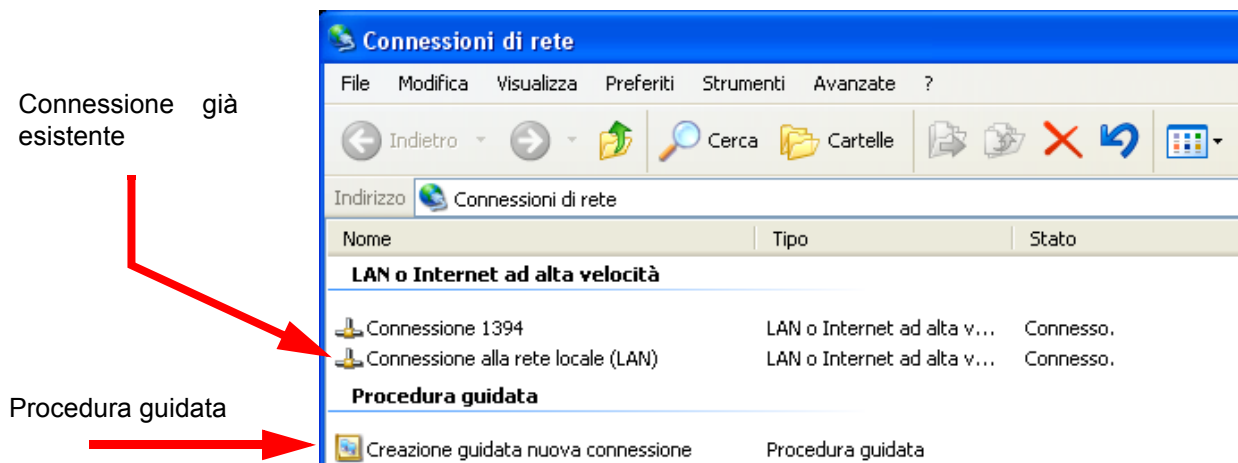 Connessioni di rete
File Modifica Visualizza Preferiti Strumenti Avanzate ?
Connessione già
esistente
Indietro Cerca Cartelle
Indirizzo Connessioni di rete
Nome Tipo Stato
LAN o Internet ad alta velocità
Connessione 1394 LAN o Internet ad alta v... Connesso.
Connessione alla rete locale (LAN) LAN o Internet ad alta v... Connesso.
Procedura guidata
Procedura guidata
Creazione guidata nuova connessione Procedura guidata